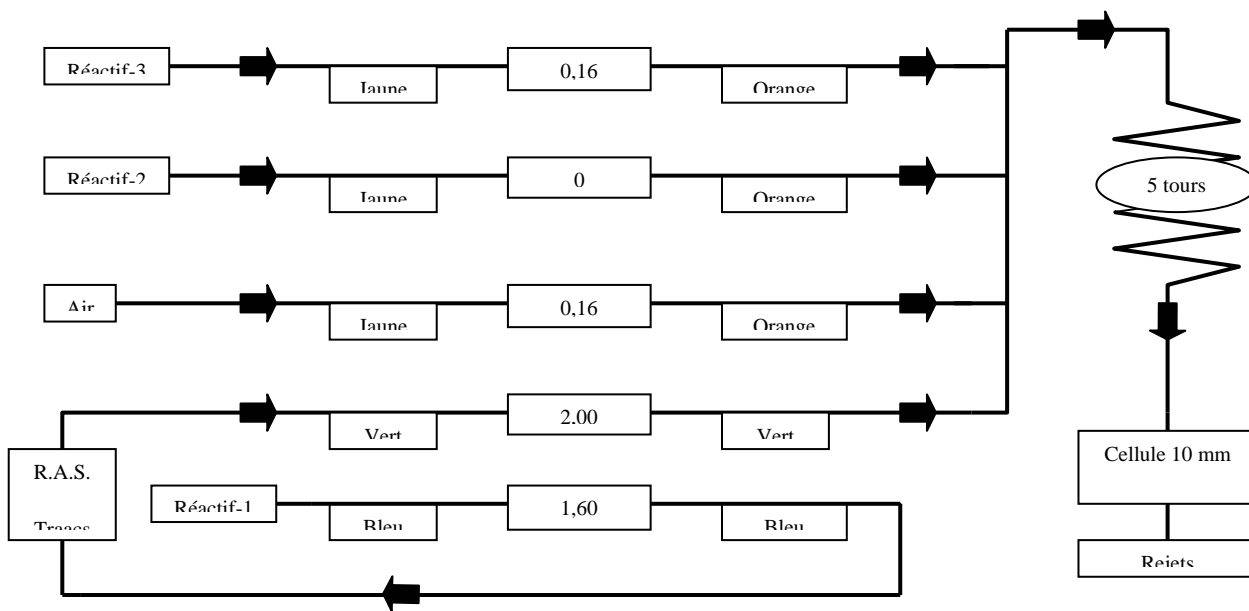 Réactif-3
Jaune
0,16
Orange
Réactif-2
Jaune
0
Orange
5 tours
Air
Jaune
0,16
Orange
Vert
2,00
Vert
R.A.S.
Traacs
Réactif-1
Bleu
1,60
Bleu
Cellule 10 mm
Rejets